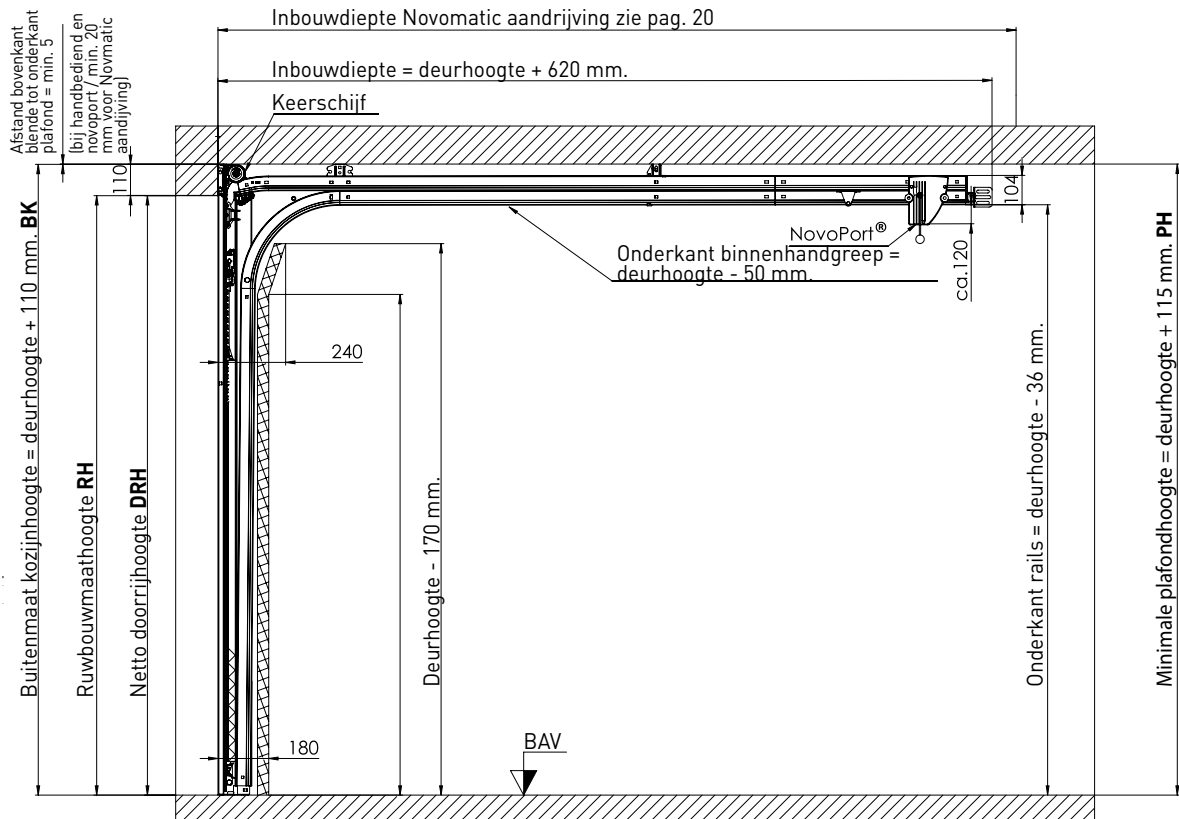 Inbouwdiepte Novomatic aandrijving zie pag. 20
Inbouwdiepte = deurhoogte + 620 mm.
Keerschijf
Afstand bovenkant
blende tot onderkant
plafond = min. 5
(bij handbediend en
novoport / min. 20
mm voor Novmatic
aandijving)
110
104
NovoPort®
Onderkant binnenhandgreep =
deurhoogte - 50 mm.
ca.120
240
180
Buitenmaat kozijnhoogte = deurhoogte + 110 mm. BK
Ruwbouwmaathoogte RH
Netto doorrijhoogte DRH
Deurhoogte - 170 mm.
Onderkant rails = deurhoogte - 36 mm.
Minimale plafondhoogte = deurhoogte + 115 mm. PH
BAV